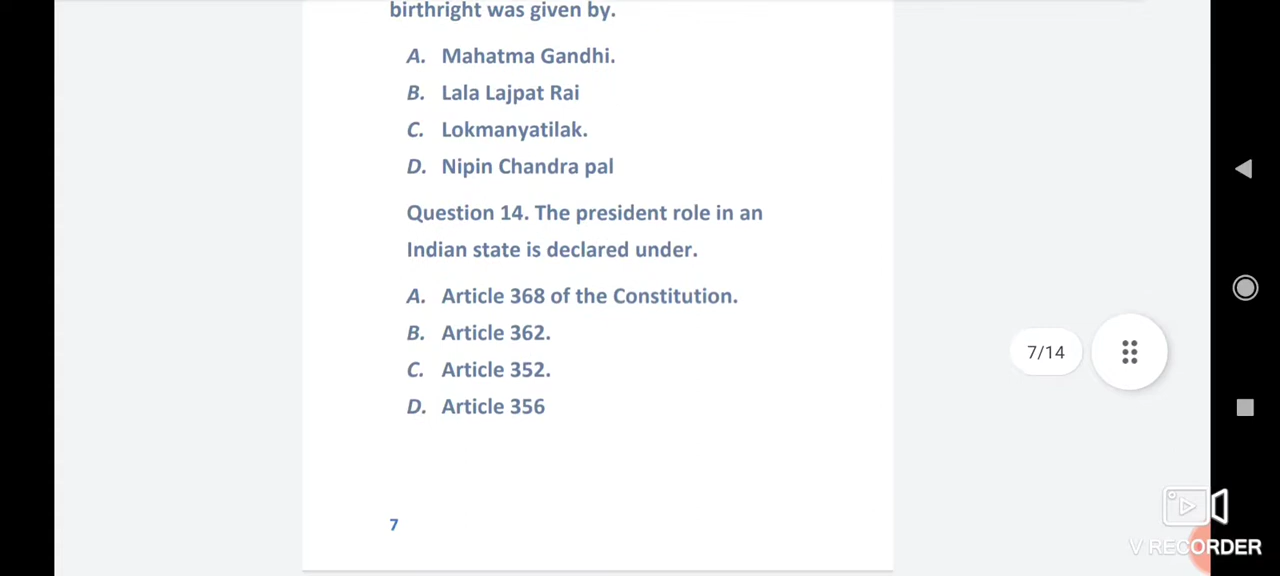 birthright was given by.
A. Mahatma Gandhi.
B. Lala Lajpat Rai
C. Lokmanyatilak.
D. Nipin Chandra pal
Question 14. The president role in an
Indian state is declared under.
A. Article 368 of the Constitution.
B. Article 362.
C. Article 352.
D. Article 356
7/14
7
V RECORDER